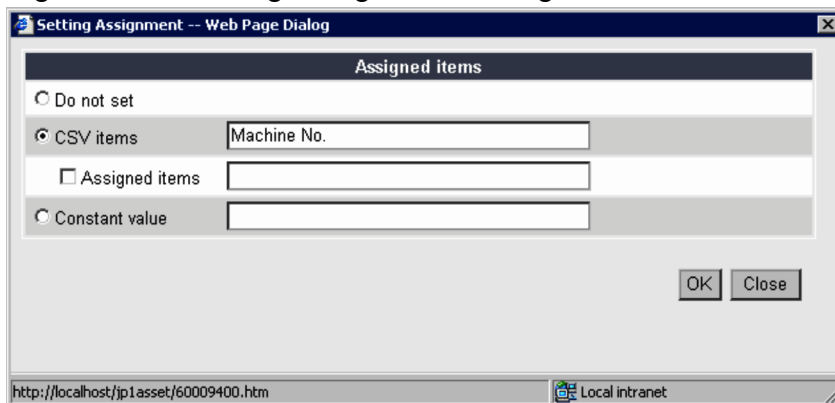 Setting Assignment -- Web Page Dialog
Assigned items
Do not set
CSV items Machine No.
Assigned items
Constant value
OK Close
http://localhost/jp1asset/60009400.htm Local intranet